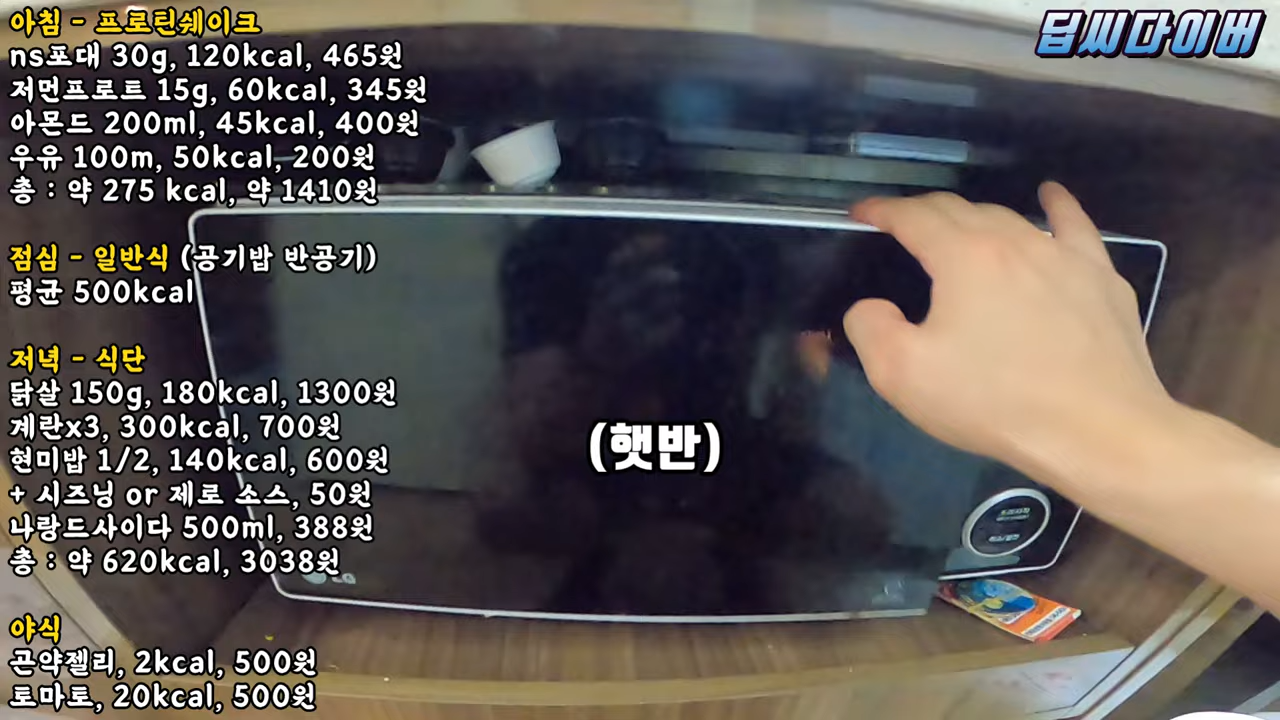 아침 - 프로틴쉐이크
ns포대 30g, 120kcal, 465원
저먼프로트 15g, 60kcal, 345원
아몬드 200ml, 45kcal, 400원
우유 100m, 50kcal, 200원
총 : 약 275 kcal, 약 1410원
점심 - 일반식 (공기밥 반공기)
평균 500kcal
저녁 - 식단
닭살 150g, 180kcal, 1300원
계란x3, 300kcal, 700원
현미밥 1/2, 140kcal, 600원
+ 시즈닝 or 제로 소스, 50원
나랑드사이다 500ml, 388원
총 : 약 620kcal, 3038원
야식
곤약젤리, 2kcal, 500원
토마토, 20kcal, 500원
딥씨다이버
(햇반)
LG